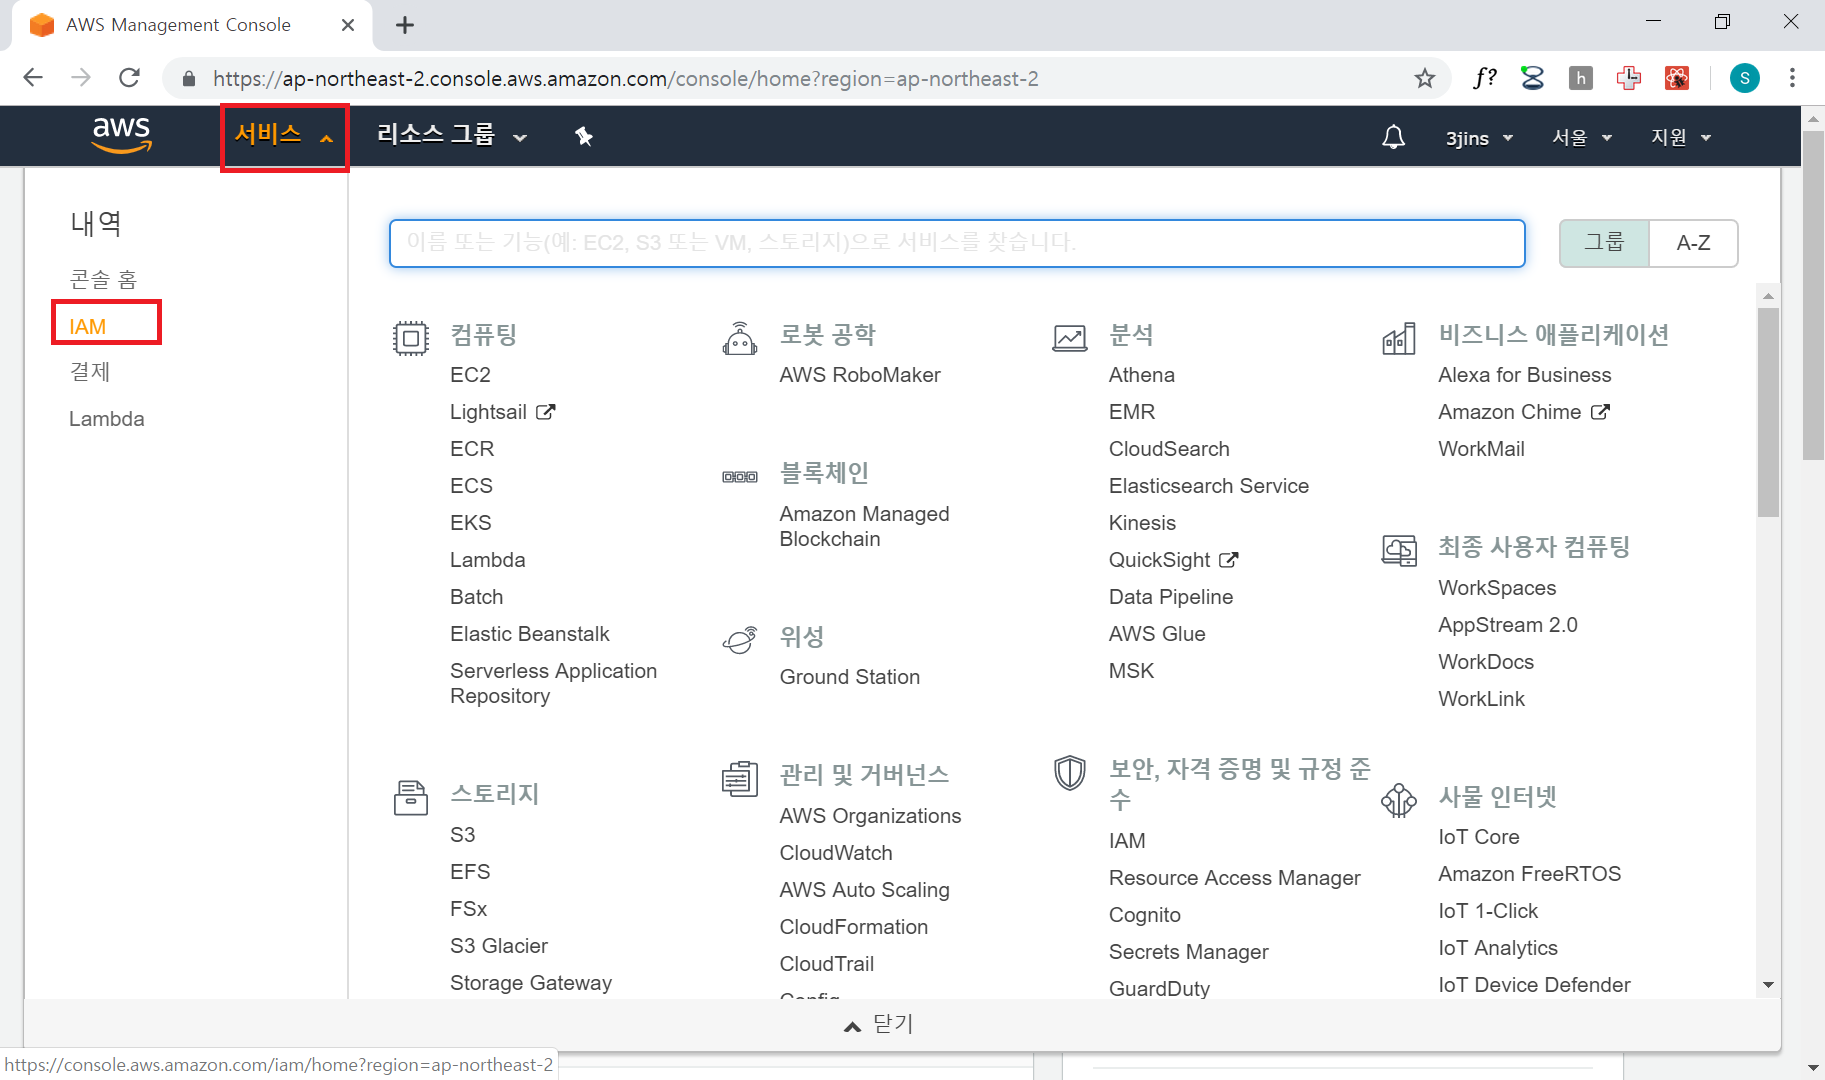 AWS Management Console
https://ap-northeast-2.console.aws.amazon.com/console/home?region=ap-northeast-2
f?
h
S
aws
서비스
리소스 그룹
3jins
서울
지원
내역
콘솔 홈
IAM
결제
Lambda
이름 또는 기능(예: EC2, S3 또는 VM, 스토리지)으로 서비스를 찾습니다.
그룹
A-Z
컴퓨팅
EC2
Lightsail
ECR
ECS
EKS
Lambda
Batch
Elastic Beanstalk
Serverless Application
Repository
스토리지
S3
EFS
FSx
S3 Glacier
Storage Gateway
로봇 공학
AWS RoboMaker
블록체인
Amazon Managed
Blockchain
위성
Ground Station
관리 및 거버넌스
AWS Organizations
CloudWatch
AWS Auto Scaling
CloudFormation
CloudTrail
Config
분석
Athena
EMR
CloudSearch
Elasticsearch Service
Kinesis
QuickSight
Data Pipeline
AWS Glue
MSK
보안, 자격 증명 및 규정 준
수
IAM
Resource Access Manager
Cognito
Secrets Manager
GuardDuty
비즈니스 애플리케이션
Alexa for Business
Amazon Chime
WorkMail
최종 사용자 컴퓨팅
WorkSpaces
AppStream 2.0
WorkDocs
WorkLink
사물 인터넷
IoT Core
Amazon FreeRTOS
IoT 1-Click
IoT Analytics
IoT Device Defender
닫기
https://console.aws.amazon.com/iam/home?region=ap-northeast-2